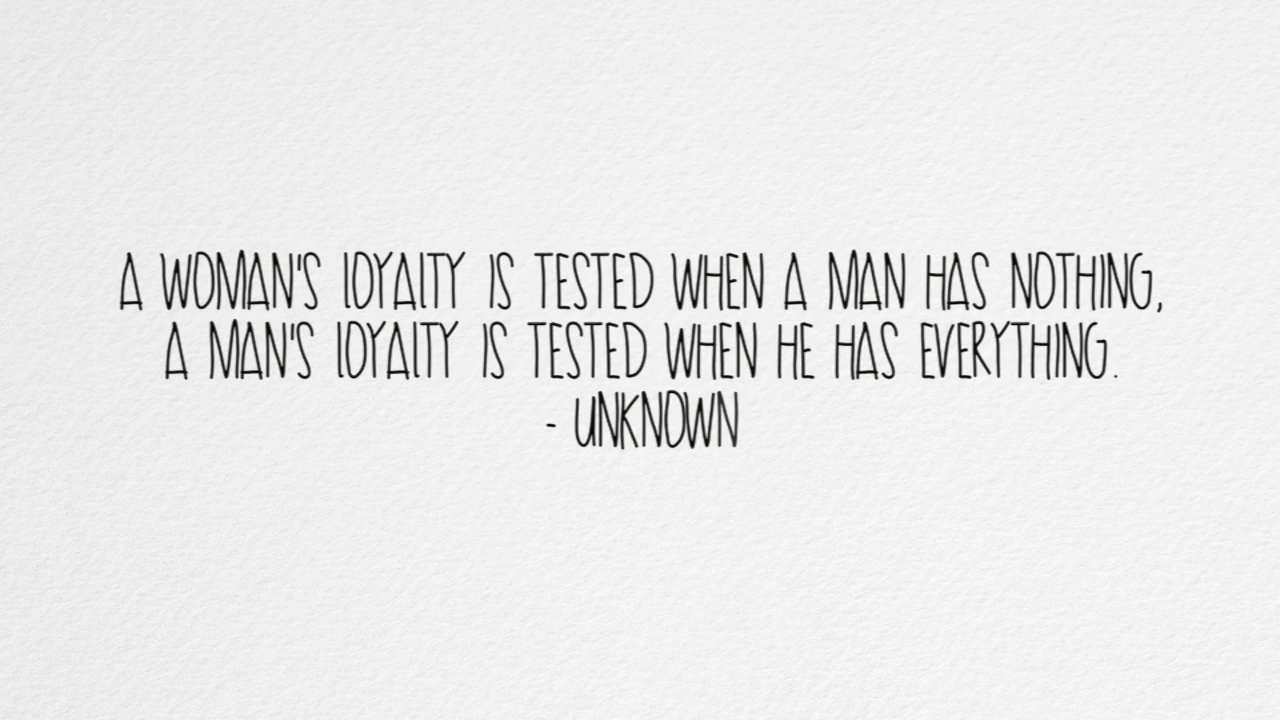 A WOMAN'S LOYALTY IS TESTED WHEN A MAN HAS NOTHING,
A MAN'S LOYALTY IS TESTED WHEN HE HAS EVERYTHING.
- UNKNOWN